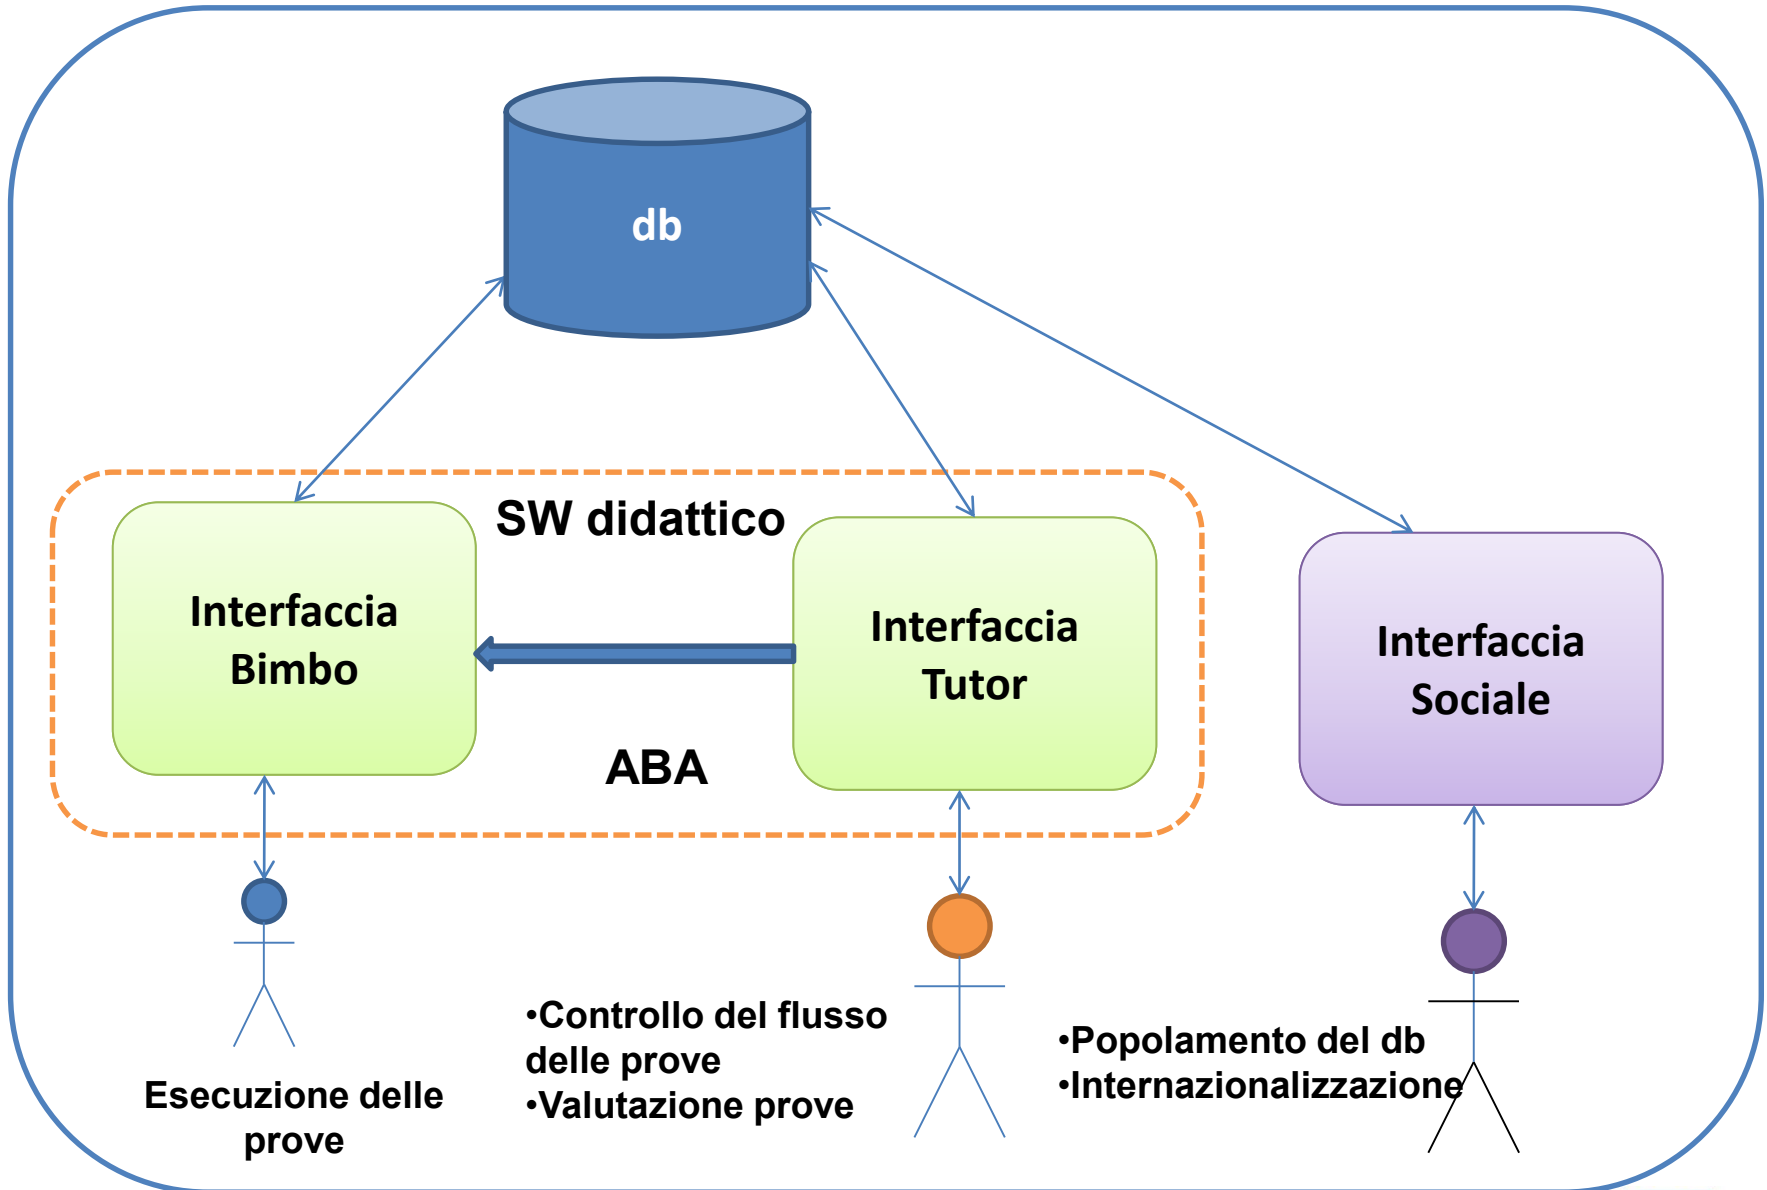 db
SW didattico
Interfaccia
Bimbo
Interfaccia
Tutor
Interfaccia
Sociale
ABA
Esecuzione delle
prove
•Controllo del flusso
delle prove
•Valutazione prove
•Popolamento del db
•Internazionalizzazione